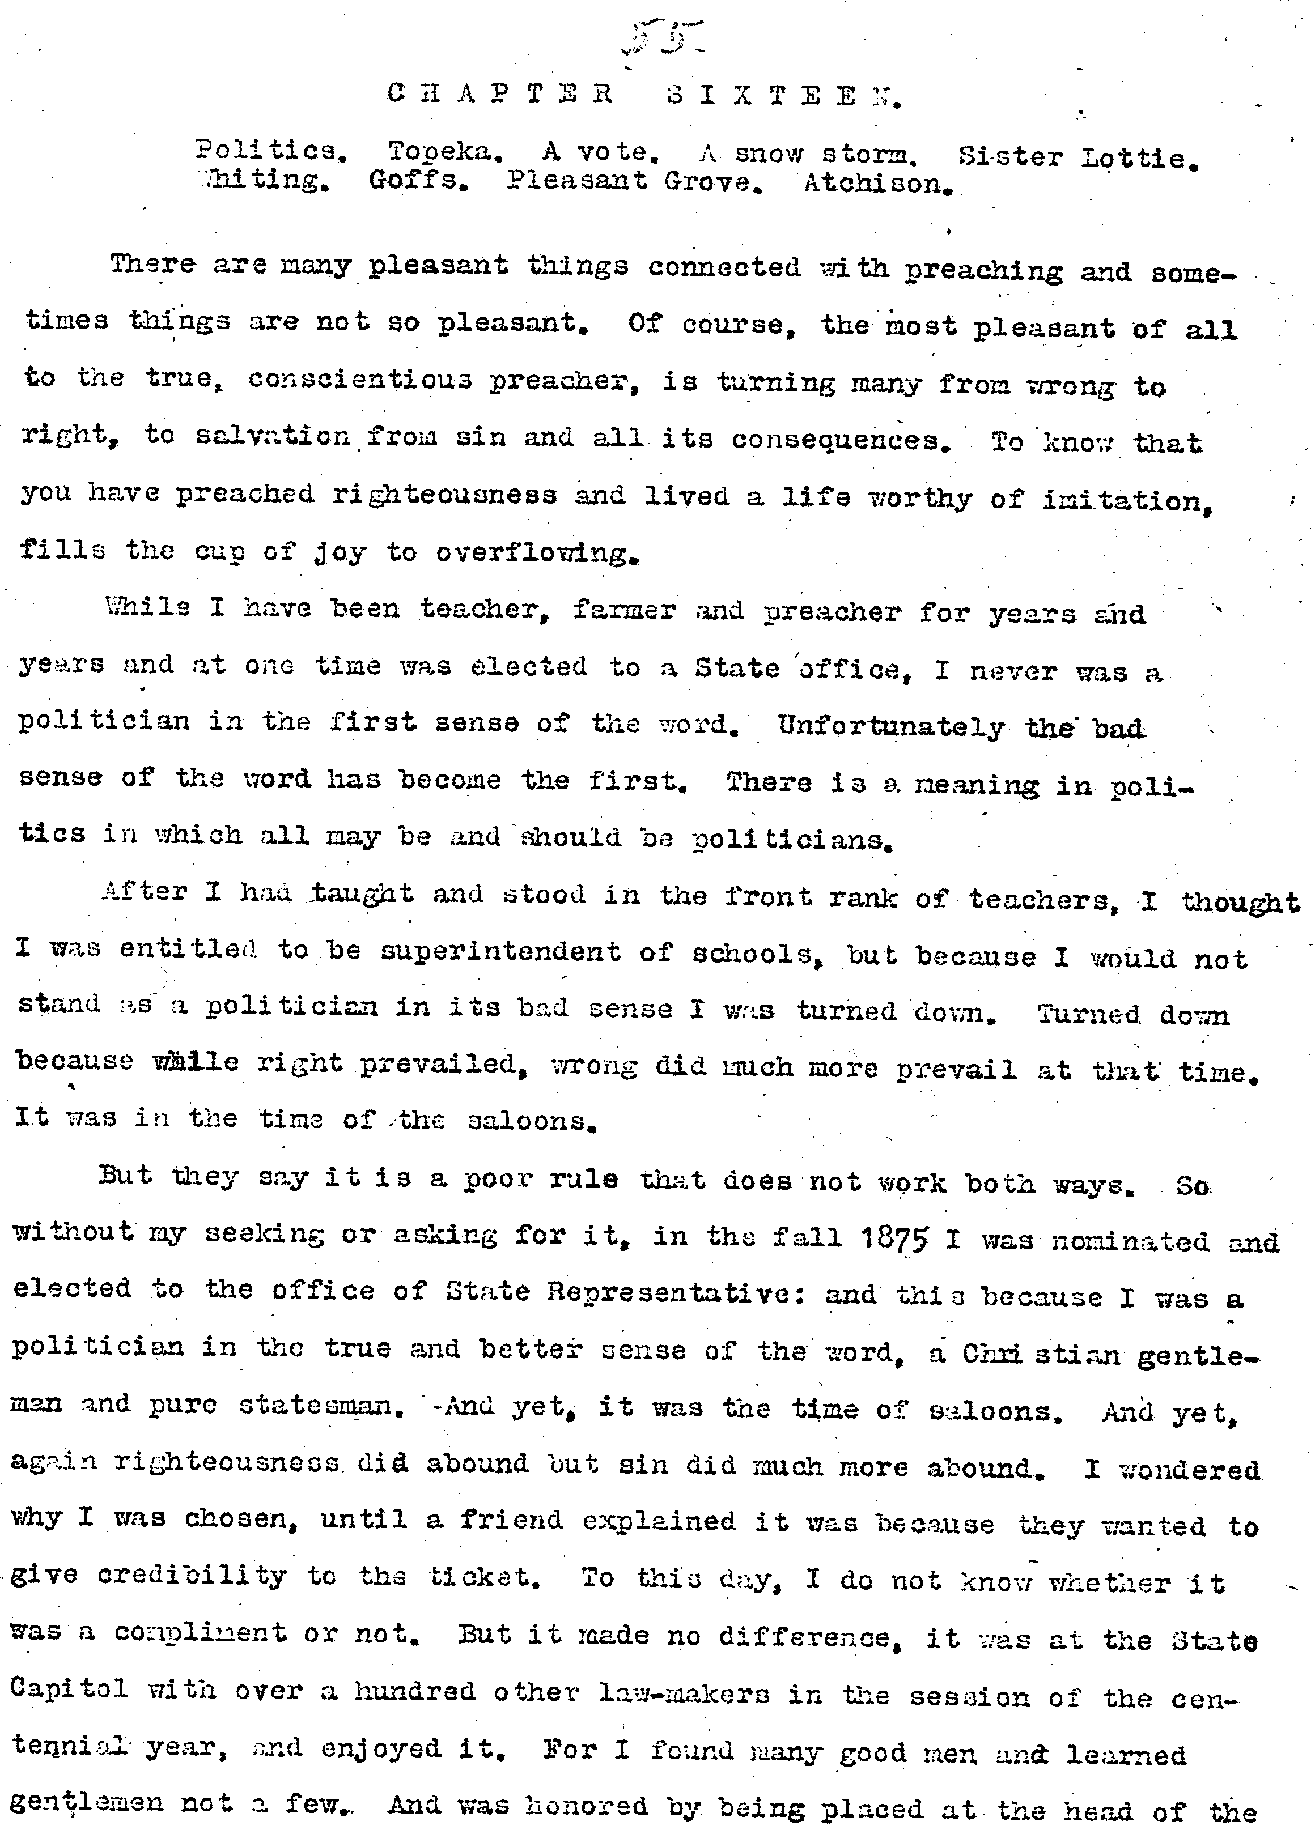 55.
CHAPTER SIXTEEN.
Politics. Topeka. A vote. A snow storm. Sister Lottie.
Whiting. Goffs. Pleasant Grove. Atchison.
There are many pleasant things connected with preaching and some-
times things are not so pleasant. Of course, the most pleasant of all
to the true, conscientious preacher, is turning many from wrong to
right, to salvation from sin and all its consequences. To know that
you have preached righteousness and lived a life worthy of imitation,
fills the cup of joy to overflowing.
While I have been teacher, farmer and preacher for years and
years and at one time was elected to a State office, I never was a
politician in the first sense of the word. Unfortunately the bad
sense of the word has become the first. There is a meaning in poli-
tics in which all may be and should be politicians.
After I had taught and stood in the front rank of teachers, I thought
I was entitled to be superintendent of schools, but because I would not
stand as a politician in its bad sense I was turned down. Turned down
because while right prevailed, wrong did much more prevail at that time.
It was in the time of the saloons.
But they say it is a poor rule that does not work both ways. So
without my seeking or asking for it, in the fall 1875 I was nominated and
elected to the office of State Representative: and this because I was a
politician in the true and better sense of the word, a Christian gentle-
man and pure statesman. -And yet, it was the time of saloons. And yet,
again righteousness did abound but sin did much more abound. I wondered
why I was chosen, until a friend explained it was because they wanted to
give credibility to the ticket. To this day, I do not know whether it
was a compliment or not. But it made no difference, it was at the State
Capitol with over a hundred other law-makers in the session of the cen-
tennial year, and enjoyed it. For I found many good men and learned
gentlemen not a few. And was honored by being placed at the head of the